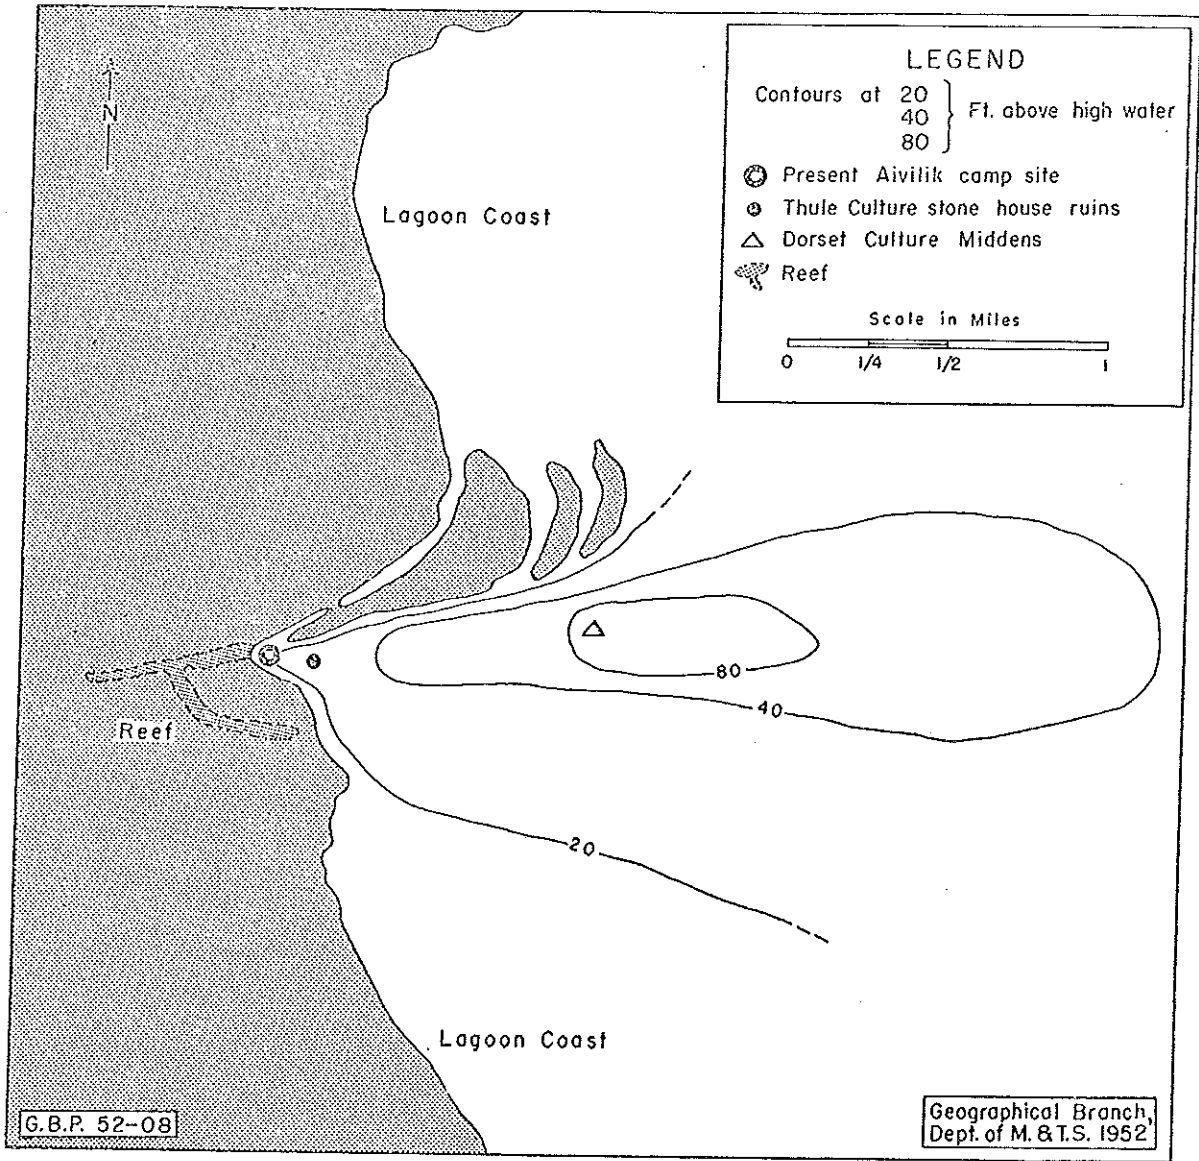 N
LEGEND
Contours at 20
40
80
Ft. above high water
Present Aivilik camp site
Thule Culture stone house ruins
Dorset Culture Middens
Reef
Scale in Miles
0 1/4 1/2 1
Lagoon Coast
80
40
Reef
20
Lagoon Coast
G.B.P. 52-08
Geographical Branch,
Dept. of M. & T.S. 1952